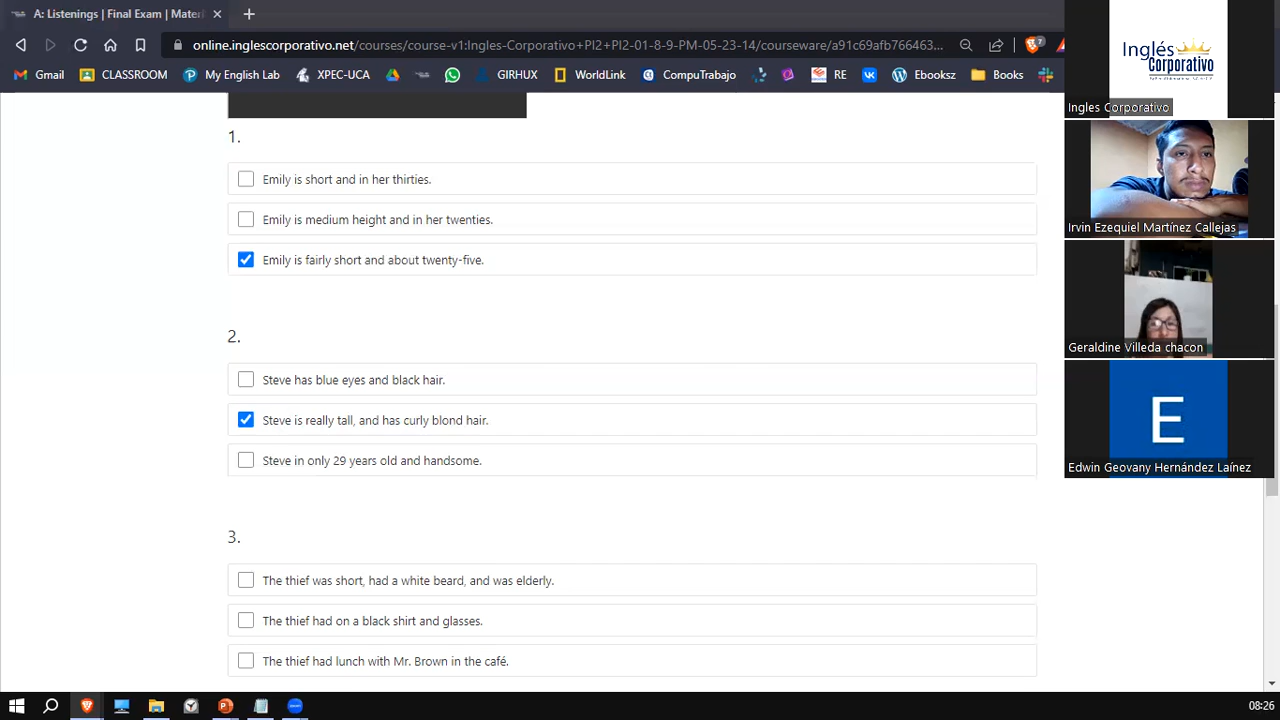 A: Listenings | Final Exam | Mater
online.inglescorporativo.net/courses/course-v1:Ingles-Corporativo+PI2+PI2-01-8-9-PM-05-23-14/courseware/a91c69afb766463...
7
Gmail
CLASSROOM
My English Lab
XPEC-UCA
GIRHUX
WorldLink
CompuTrabajo
RE
Ebooksz
Books
1.
Emily is short and in her thirties.
Emily is medium height and in her twenties.
Emily is fairly short and about twenty-five.
2.
Steve has blue eyes and black hair.
Steve is really tall, and has curly blond hair.
Steve in only 29 years old and handsome.
3.
The thief was short, had a white beard, and was elderly.
The thief had on a black shirt and glasses.
The thief had lunch with Mr. Brown in the café.
Inglés
Corporativo
Ingles Corporativo
Irvin Ezequiel Martínez Callejas
Geraldine Villeda chacon
E
Edwin Geovany Hernández Laínez
08:26